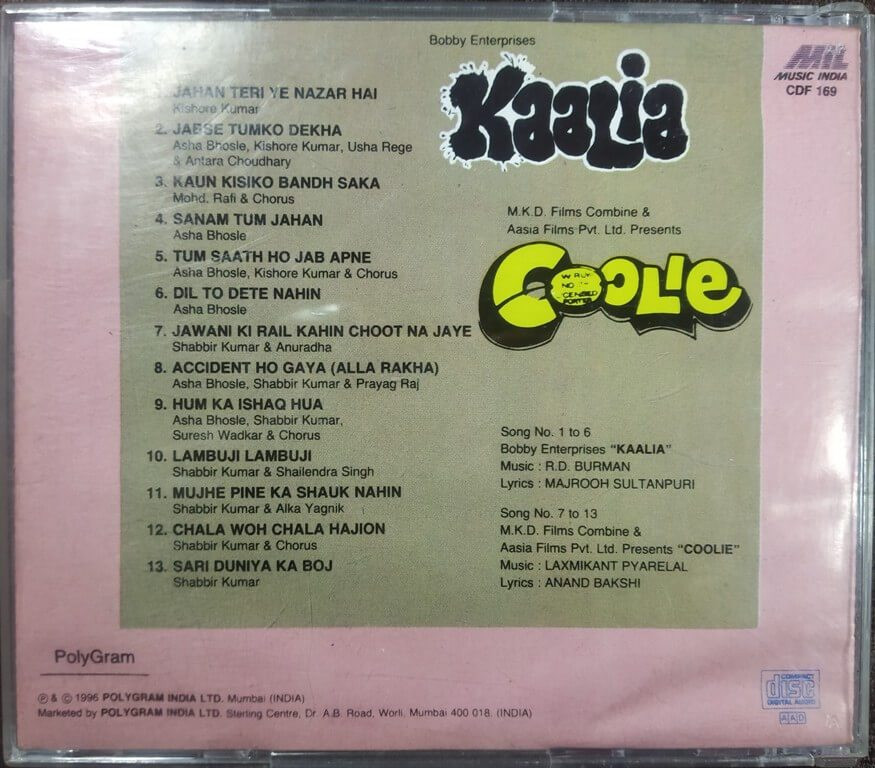 Bobby Enterprises
KaaLia
MiL
MUSIC INDIA
CDF 169
1. JAHAN TERI YE NAZAR HAI
Kishore Kumar
2. JABSE TUMKO DEKHA
Asha Bhosle, Kishore Kumar, Usha Rege
& Antara Choudhary
3. KAUN KISIKO BANDH SAKA
Mohd. Rafi & Chorus
4. SANAM TUM JAHAN
Asha Bhosle
5. TUM SAATH HO JAB APNE
Asha Bhosle, Kishore Kumar & Chorus
6. DIL TO DETE NAHIN
Asha Bhosle
7. JAWANI KI RAIL KAHIN CHOOT NA JAYE
Shabbir Kumar & Anuradha
8. ACCIDENT HO GAYA (ALLA RAKHA)
Asha Bhosle, Shabbir Kumar & Prayag Raj
9. HUM KA ISHAQ HUA
Asha Bhosle, Shabbir Kumar,
Suresh Wadkar & Chorus
10. LAMBUJI LAMBUJI
Shabbir Kumar & Shailendra Singh
11. MUJHE PINE KA SHAUK NAHIN
Shabbir Kumar & Alka Yagnik
12. CHALA WOH CHALA HAJION
Shabbir Kumar & Chorus
13. SARI DUNIYA KA BOJ
Shabbir Kumar
M.K.D. Films Combine &
Aasia Films Pvt. Ltd. Presents
CooLie
Song No. 1 to 6
Bobby Enterprises "KAALIA"
Music : R.D. BURMAN
Lyrics : MAJROOH SULTANPURI
Song No. 7 to 13
M.K.D. Films Combine &
Aasia Films Pvt. Ltd. Presents "COOLIE"
Music : LAXMIKANT PYARELAL
Lyrics : ANAND BAKSHI
PolyGram
℗ & © 1996 POLYGRAM INDIA LTD. Mumbai (INDIA)
Marketed by POLYGRAM INDIA LTD. Sterling Centre, Dr. A.B. Road, Worli, Mumbai 400 018. (INDIA)
COMPACT
disc
DIGITAL AUDIO
AAD